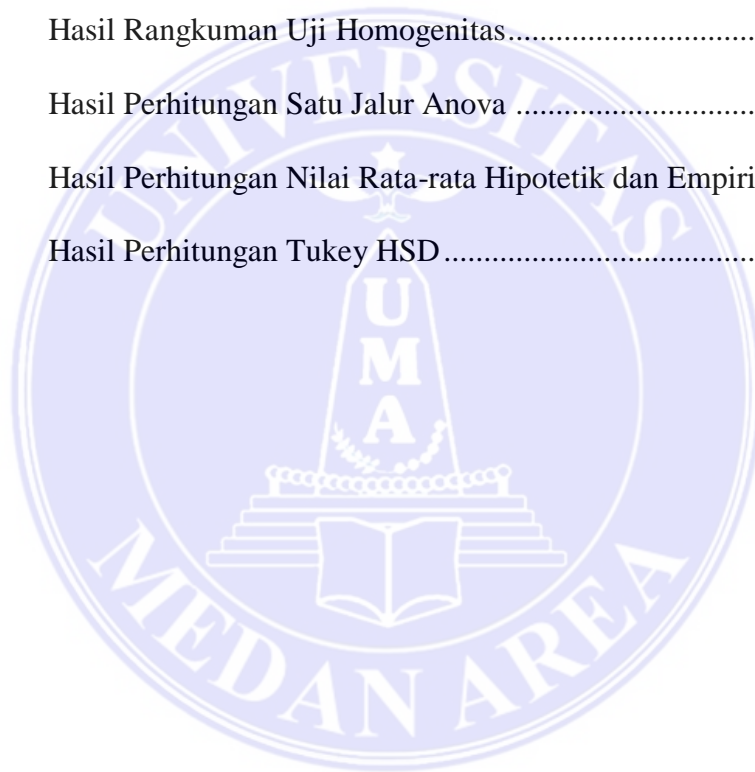 Hasil Rangkuman Uji Homogenitas..............................
Hasil Perhitungan Satu Jalur Anova ..............................
Hasil Perhitungan Nilai Rata-rata Hipotetik dan Empiri
Hasil Perhitungan Tukey HSD.......................................
UNIVERSITAS
U
M
A
MEDAN AREA